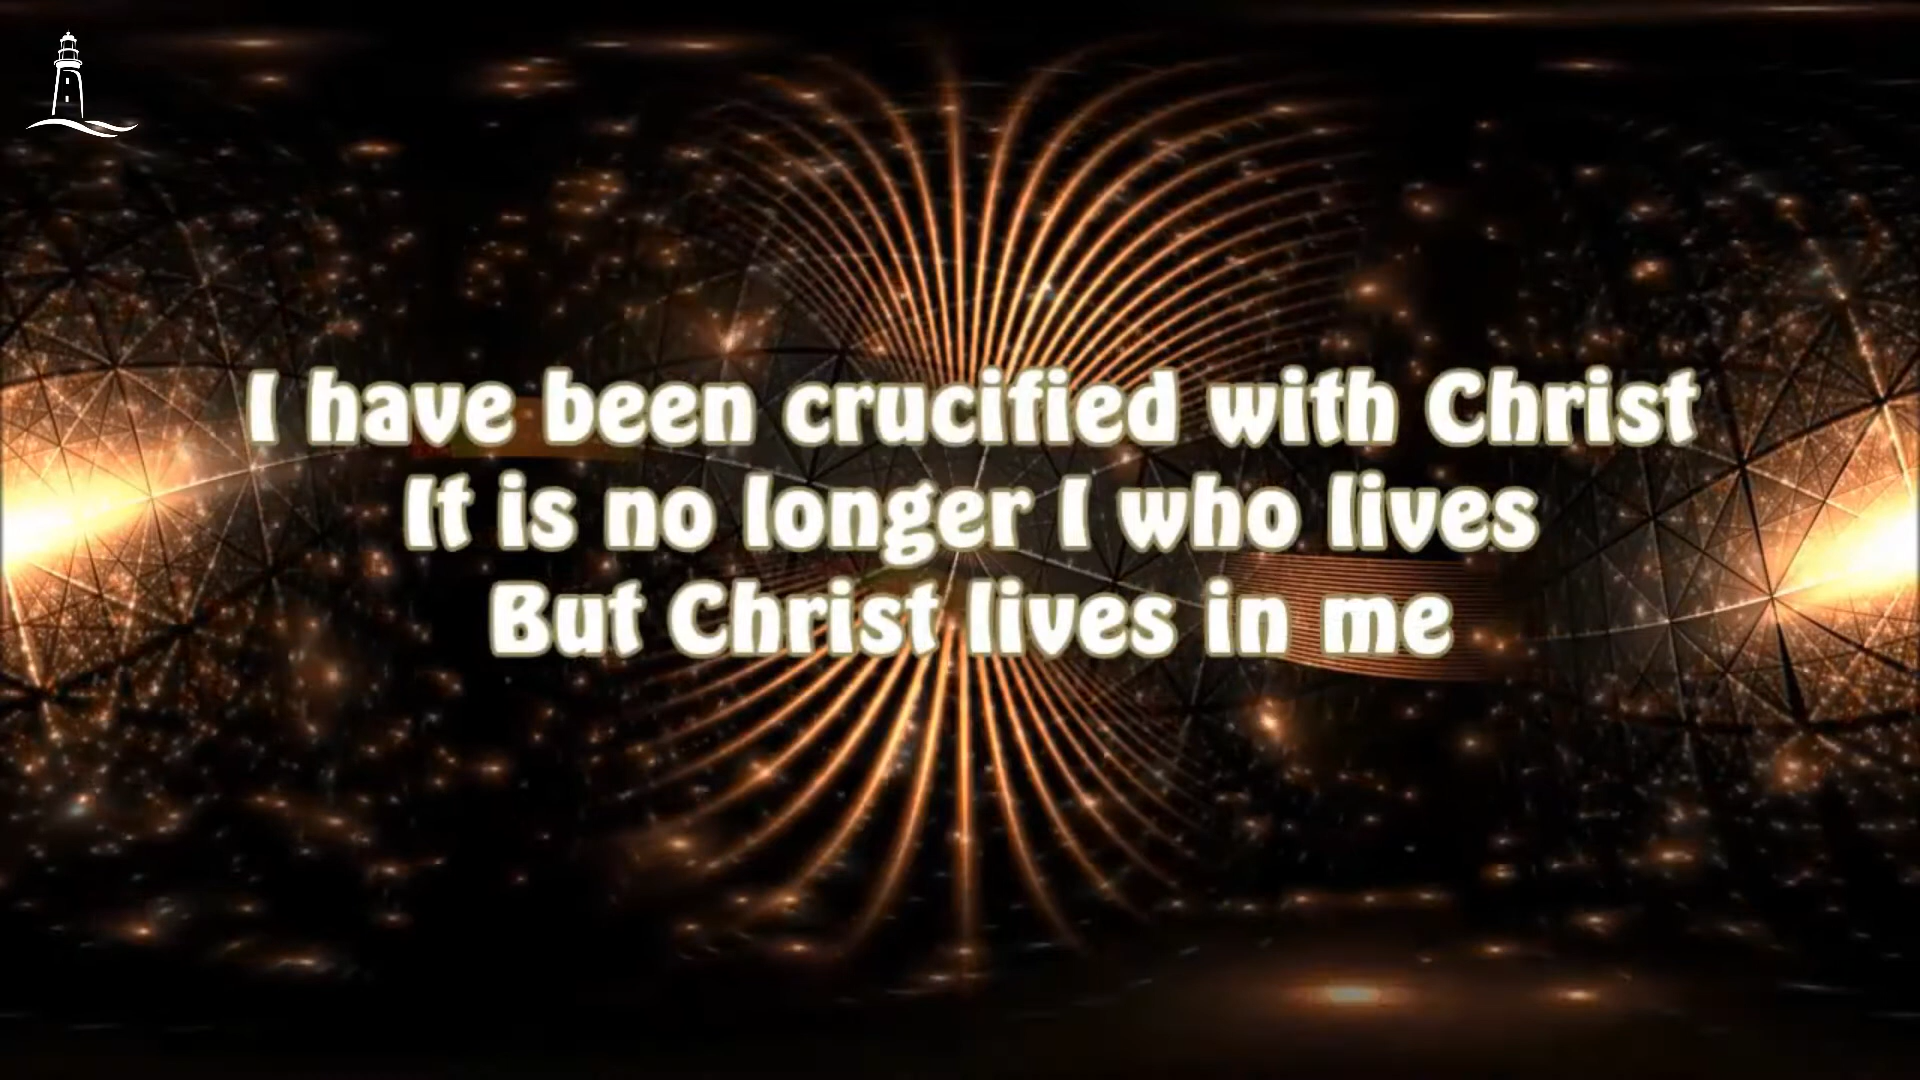 I have been crucified with Christ
It is no longer I who lives
But Christ lives in me